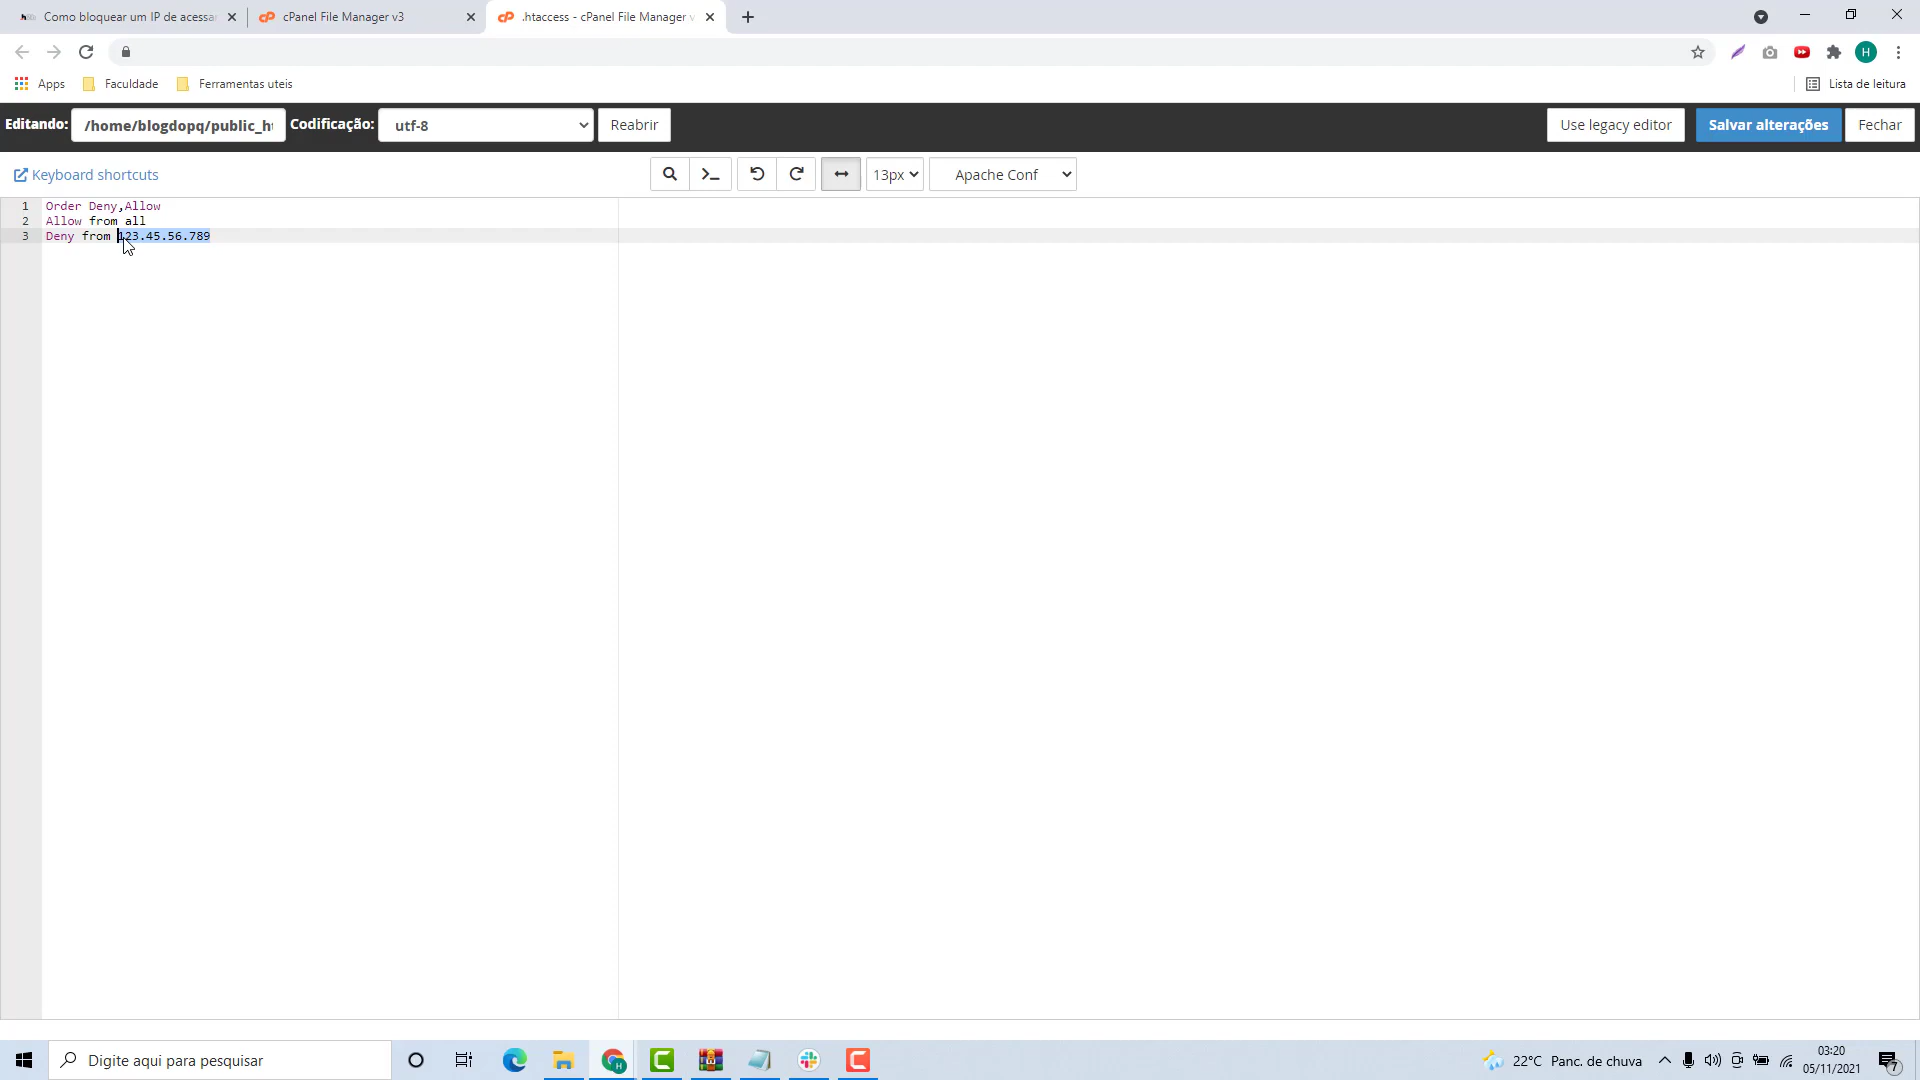 Como bloquear um IP de acessa
cPanel File Manager v3
.htaccess - cPanel File Manager v
Apps
Faculdade
Ferramentas uteis
Lista de leitura
Editando:
/home/blogdopq/public_ht
Codificação:
utf-8
Reabrir
Use legacy editor
Salvar alterações
Fechar
Keyboard shortcuts
13px
Apache Conf
1 Order Deny,Allow
2 Allow from all
3 Deny from 123.45.56.789
Digite aqui para pesquisar
22°C Panc. de chuva
03:20
05/11/2021
7